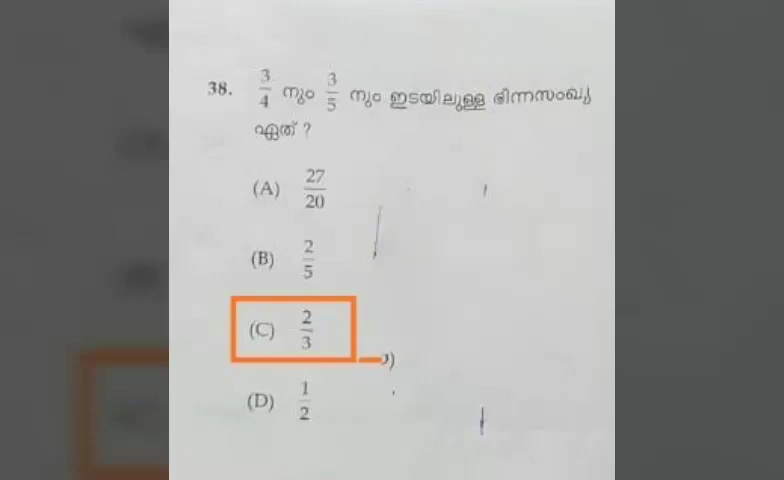 38. 3/4 നും 3/5 നും ഇടയിലുള്ള ഭിന്നസംഖ്യ
ഏത് ?
(A) 27/20
(B) 2/5
(C) 2/3
(D) 1/2